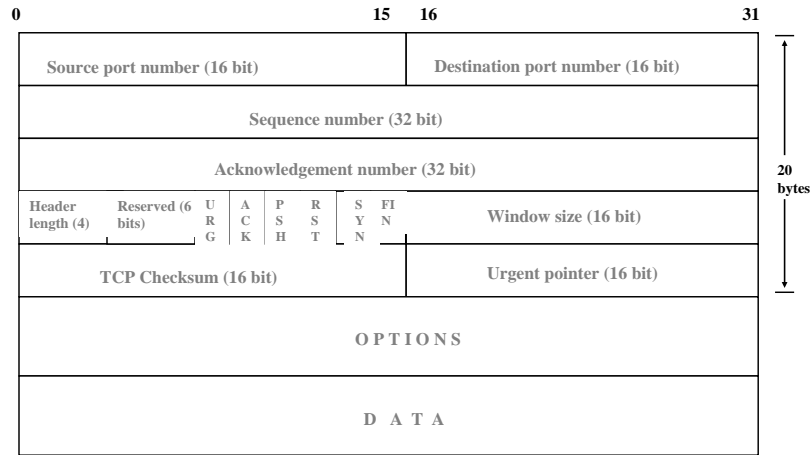 0 15 16 31
Source port number (16 bit) Destination port number (16 bit)
Sequence number (32 bit)
Acknowledgement number (32 bit)
20
bytes
Header
length (4)
Reserved (6
bits)
U
R
G
A
C
K
P
S
H
R
S
T
S
Y
N
FI
N
Window size (16 bit)
TCP Checksum (16 bit) Urgent pointer (16 bit)
O P T I O N S
D A T A